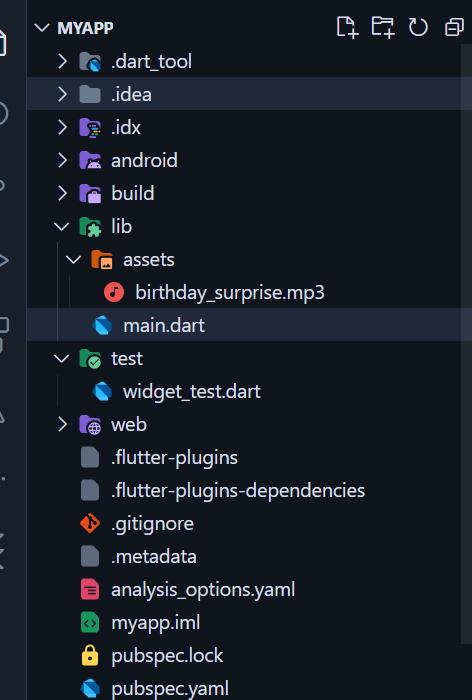 MYAPP
.dart_tool
.idea
.idx
android
build
lib
assets
birthday_surprise.mp3
main.dart
test
widget_test.dart
web
.flutter-plugins
.flutter-plugins-dependencies
.gitignore
.metadata
analysis_options.yaml
myapp.iml
pubspec.lock
pubspec.yaml